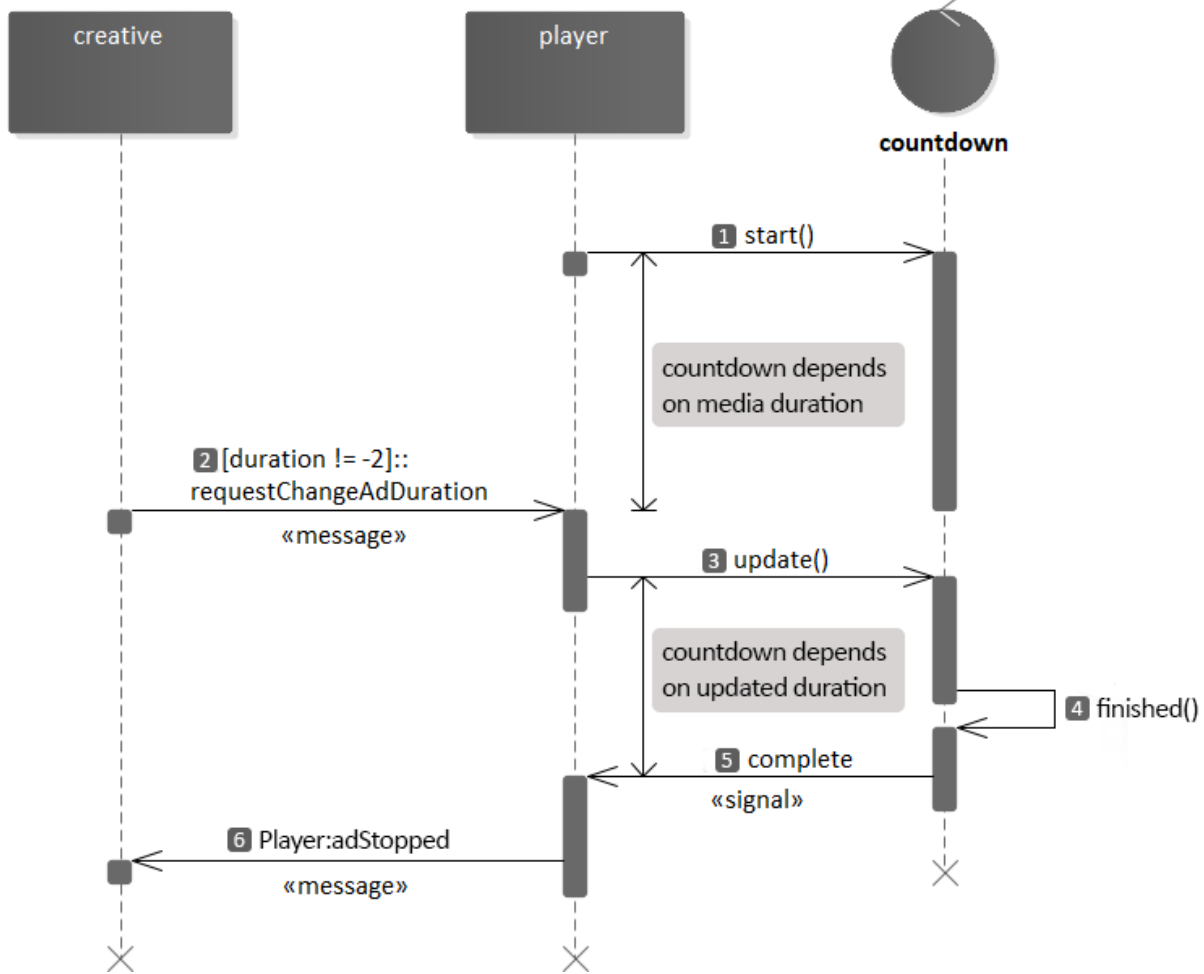 creative
player
countdown
1 start()
countdown depends
on media duration
2 [duration != -2]::
requestChangeAdDuration
«message»
3 update()
countdown depends
on updated duration
4 finished()
5 complete
«signal»
6 Player:adStopped
«message»